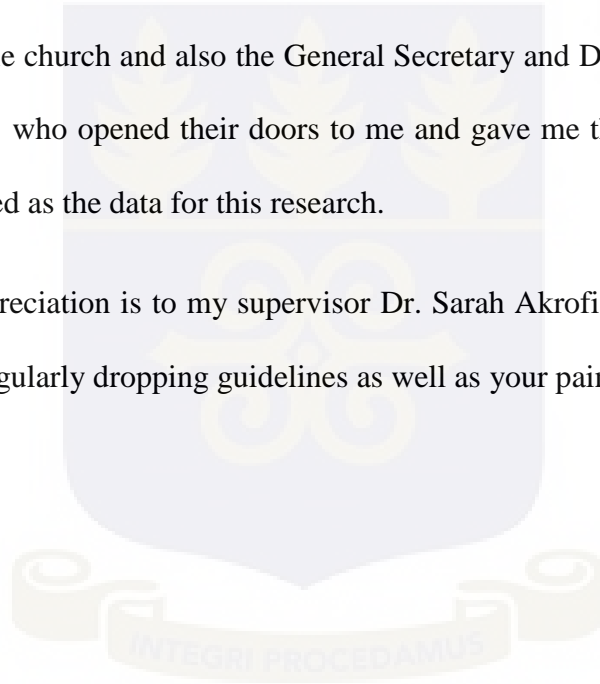 e church and also the General Secretary and D
who opened their doors to me and gave me t
ed as the data for this research.
reciation is to my supervisor Dr. Sarah Akrofi
gularly dropping guidelines as well as your pain
INTEGRI PROCEDAMUS